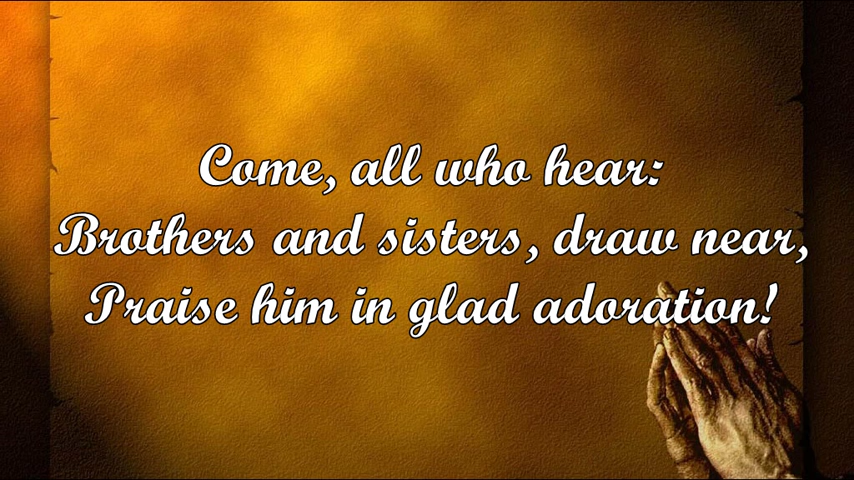 Come, all who hear:
Brothers and sisters, draw near,
Praise him in glad adoration!